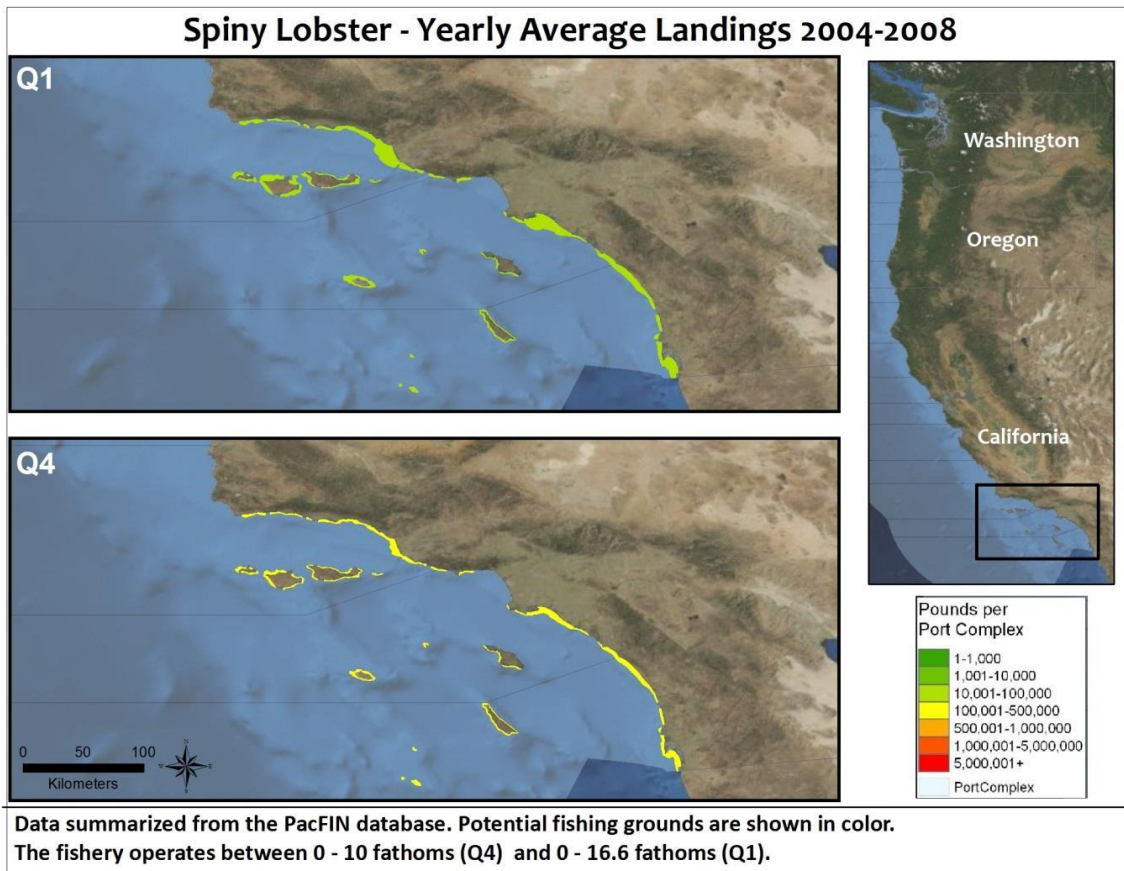 Spiny Lobster - Yearly Average Landings 2004-2008
Q1
Washington
Oregon
California
Q4
0 50 100
Kilometers
Pounds per
Port Complex
1-1,000
1,001-10,000
10,001-100,000
100,001-500,000
500,001-1,000,000
1,000,001-5,000,000
5,000,001+
PortComplex
Data summarized from the PacFIN database. Potential fishing grounds are shown in color.
The fishery operates between 0 - 10 fathoms (Q4) and 0 - 16.6 fathoms (Q1).